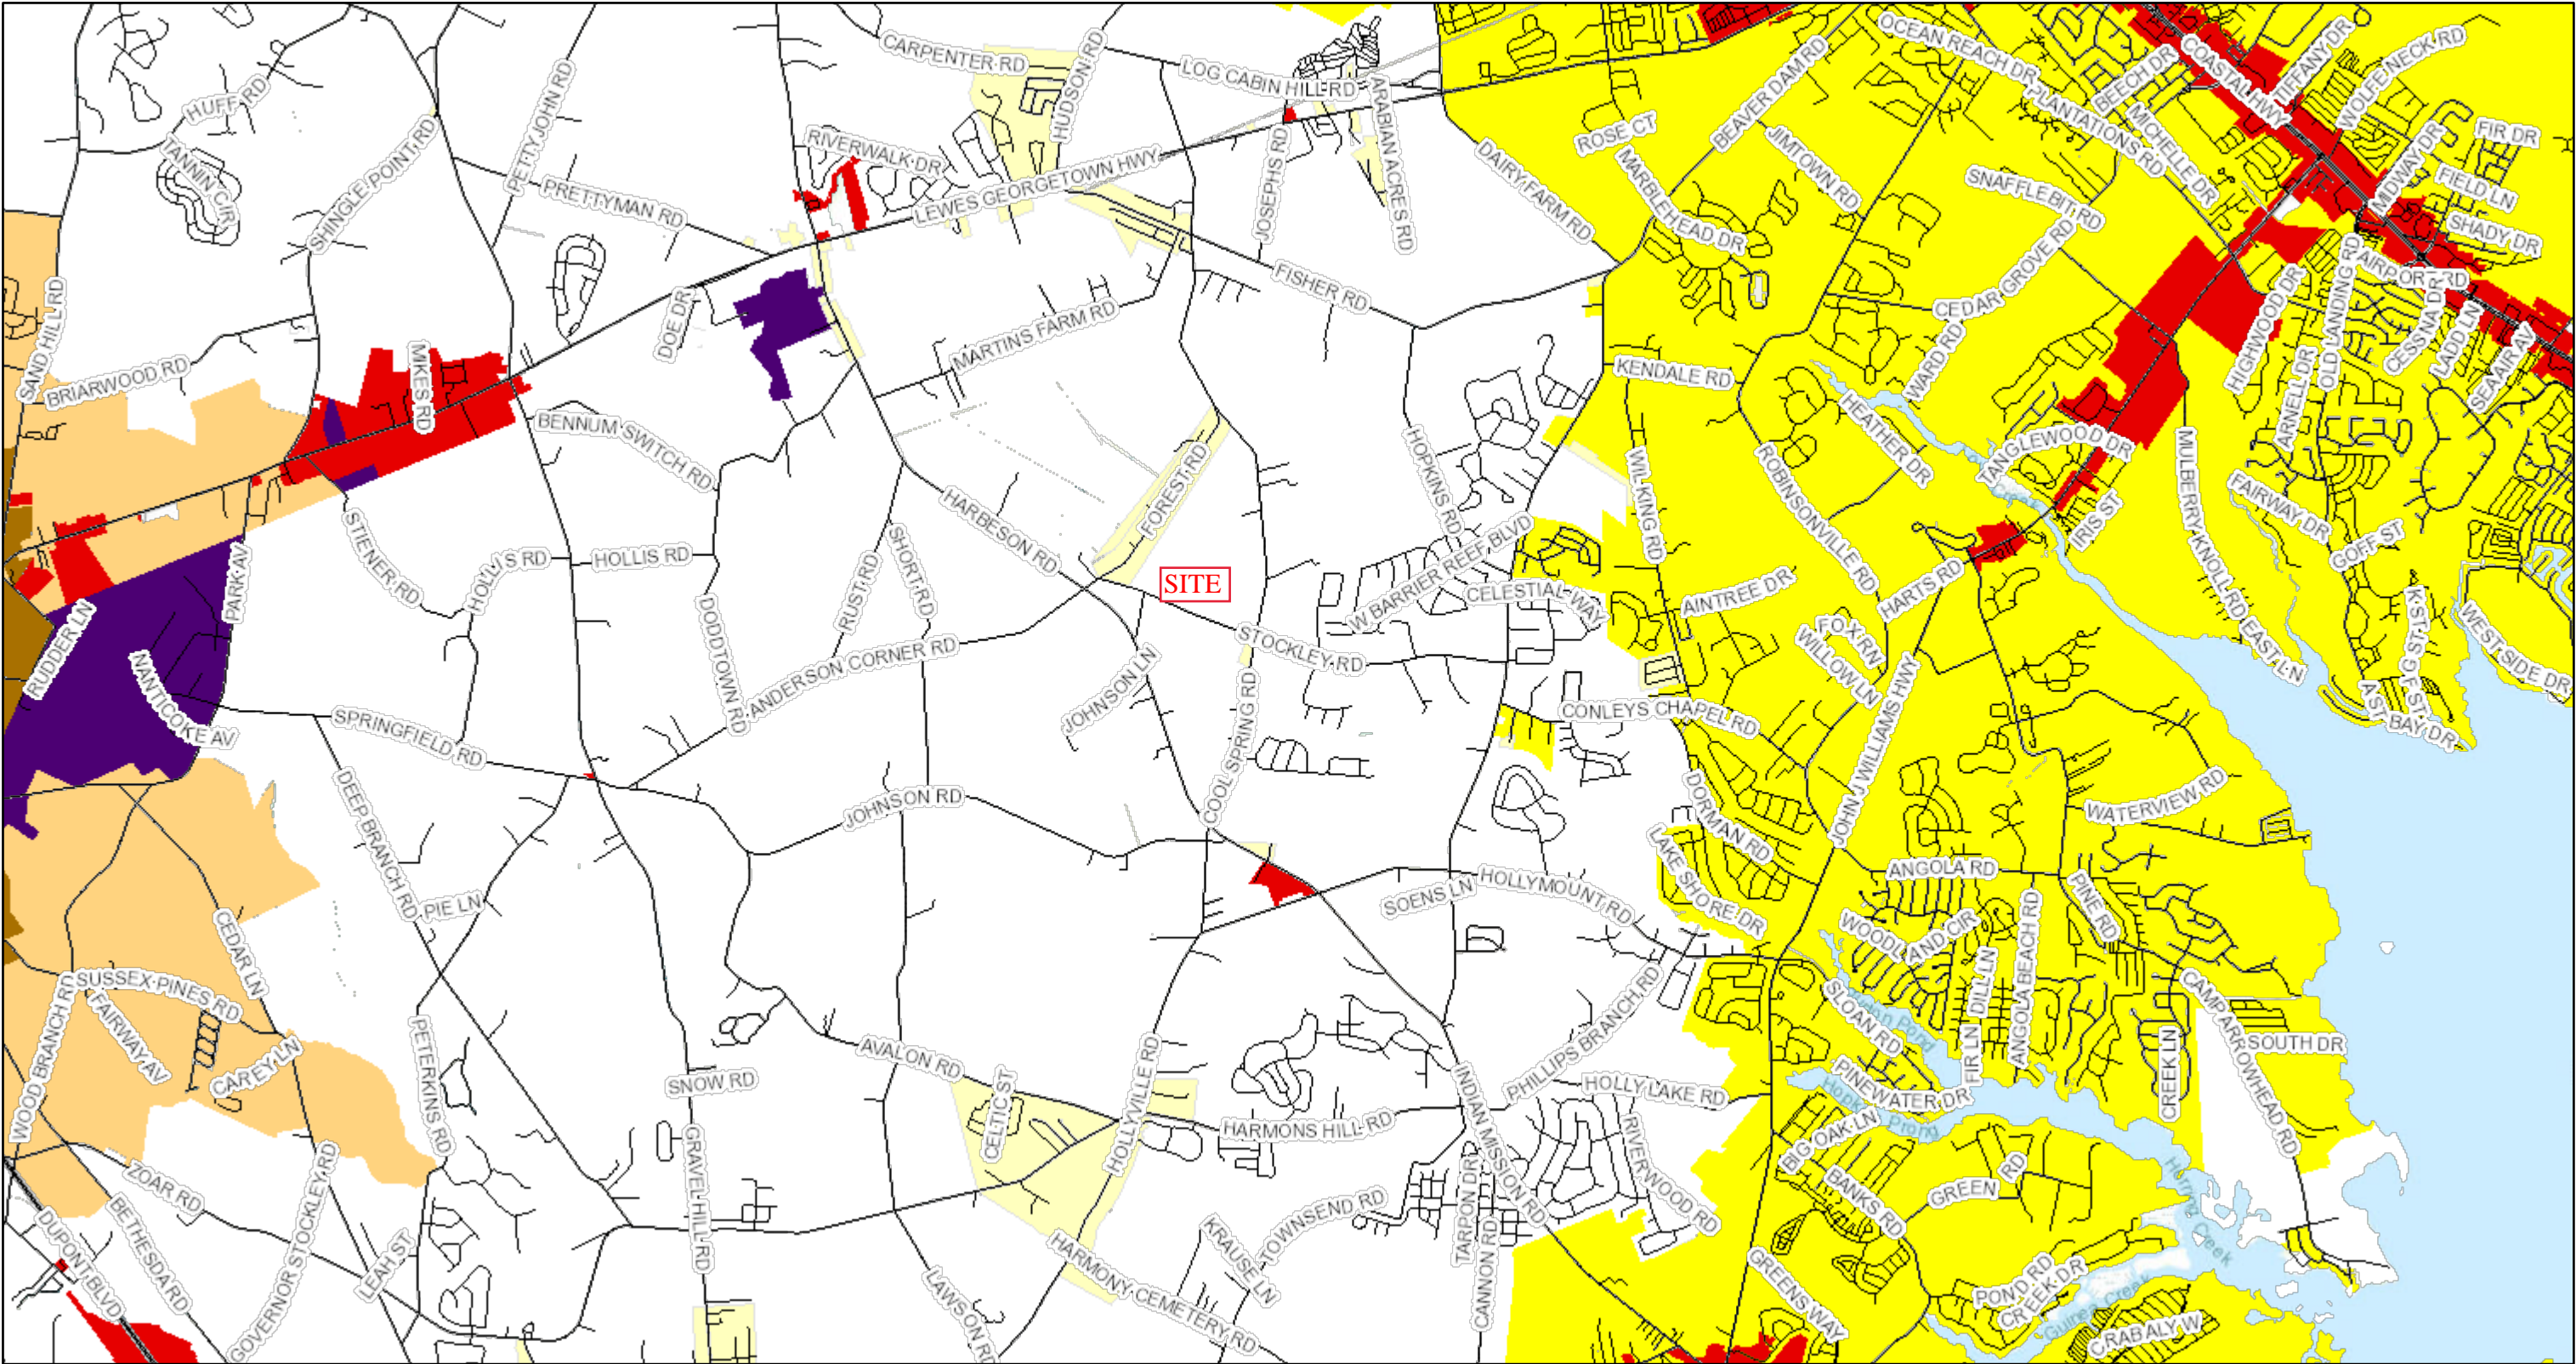 CARPENTER RD
HUDSON RD
LOG CABIN HILL RD
ARABIAN ACRES RD
OCEAN REACH DR
COASTAL HWY
TIFFANY DR
WOLFE NECK RD
BEECH DR
PLANTATIONS RD
MICHELLE DR
BEAVER DAM RD
JIMTOWN RD
ROSE CT
MARBLEHEAD DR
DAIRY FARM RD
SNAFFLE BIT RD
MIDWAY DR
FIR DR
FIELD LN
SHADY DR
AIRPORT RD
HUFF RD
TANNIN CIR
SHINGLE POINT RD
PETTYJOHN RD
PRETTYMAN RD
RIVERWALK DR
LEWES GEORGETOWN HWY
JOSEPHS RD
FISHER RD
CEDAR GROVE RD
WARD RD
HIGHWOOD DR
OLD LANDING RD
ARNELL DR
CESSNA DR
LADD LN
SEAAIR AV
SAND HILL RD
BRIARWOOD RD
MIKES RD
DOE DR
MARTINS FARM RD
KENDALE RD
HEATHER DR
TANGLEWOOD DR
MULBERRY KNOLL RD
EAST LN
FAIRWAY DR
GOFF ST
IRIS ST
BENNUM SWITCH RD
HARBESON RD
FOREST RD
HOPKINS RD
WIL KING RD
ROBINSONVILLE RD
STIENER RD
PARK AV
HOLLIS RD
HOLLIS RD
DODDTOWN RD
RUST RD
SHORT RD
SITE
W BARRIER REEF BLVD
CELESTIAL WAY
AINTREE DR
HARTS RD
FOX RN
WILLOW LN
K ST
G ST
F ST
A ST
BAY DR
WEST SIDE DR
RUDDER LN
NANTICOKE AV
SPRINGFIELD RD
ANDERSON CORNER RD
JOHNSON LN
STOCKLEY RD
COOL SPRING RD
CONLEYS CHAPEL RD
JOHN J WILLIAMS HWY
DORMAN RD
WATERVIEW RD
DEEP BRANCH RD
JOHNSON RD
PIE LN
CEDAR LN
SOENS LN
HOLLYMOUNT RD
LAKE SHORE DR
ANGOLA RD
PINE RD
WOODLAND CIR
DILL LN
ANGOLA BEACH RD
CAMP ARROWHEAD RD
SUSSEX PINES RD
WOOD BRANCH RD
FAIRWAY AV
CAREY LN
PETERKINS RD
SNOW RD
AVALON RD
CELTIC ST
HOLLYVILLE RD
HARMONS HILL RD
INDIAN MISSION RD
PHILLIPS BRANCH RD
HOLLY LAKE RD
RIVERWOOD RD
SLOAN RD
FIR LN
PINEWATER DR
Hopkins Prong
CREEK LN
SOUTH DR
BIG OAK LN
BANKS RD
GREEN RD
Herring Creek
ZOAR RD
BETHESDA RD
DUPONT BLVD
GOVERNOR STOCKLEY RD
LEAH ST
GRAVEL HILL RD
LAWSON RD
HARMONY CEMETERY RD
KRAUSE LN
TOWNSEND RD
TARPON DR
CANNON RD
GREENS WAY
POND RD
CREEK DR
Guinea Creek
CRAB ALY W